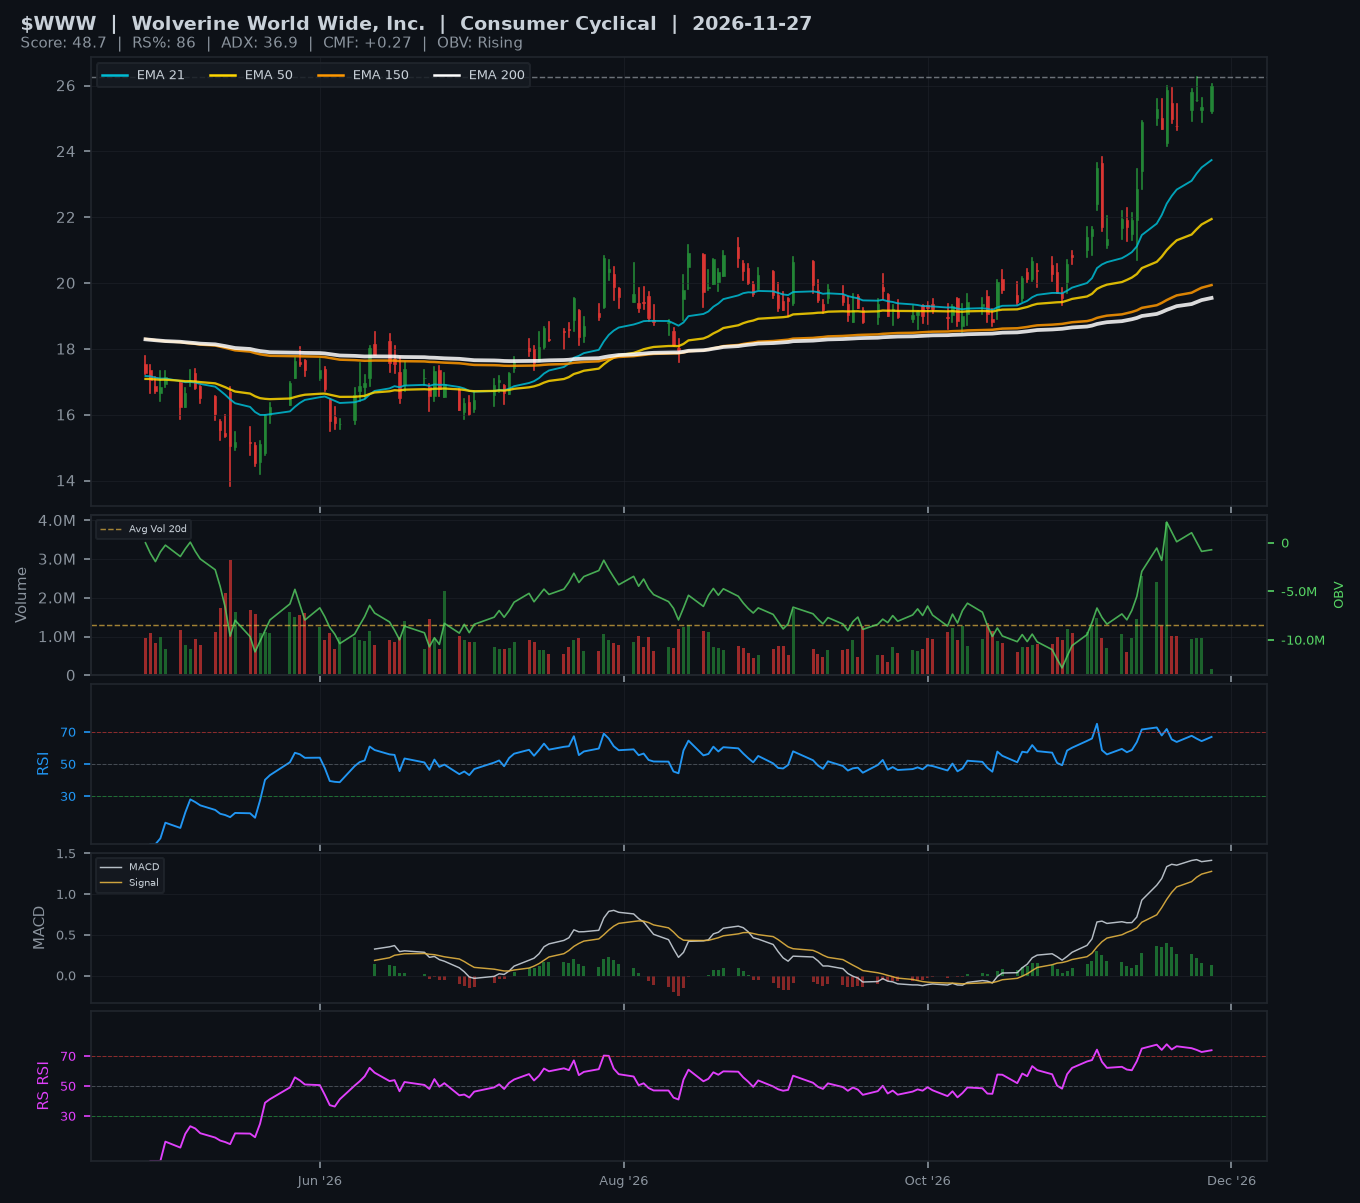 $WWW | Wolverine World Wide, Inc. | Consumer Cyclical | 2026-11-27
Score: 48.7 | RS%: 86 | ADX: 36.9 | CMF: +0.27 | OBV: Rising
EMA 21 EMA 50 EMA 150 EMA 200
26
24
22
20
18
16
14
Avg Vol 20d
4.0M
3.0M
2.0M
1.0M
0
Volume
0
-5.0M
-10.0M
OBV
70
50
30
RSI
MACD
Signal
1.5
1.0
0.5
0.0
MACD
70
50
30
RS RSI
Jun '26 Aug '26 Oct '26 Dec '26